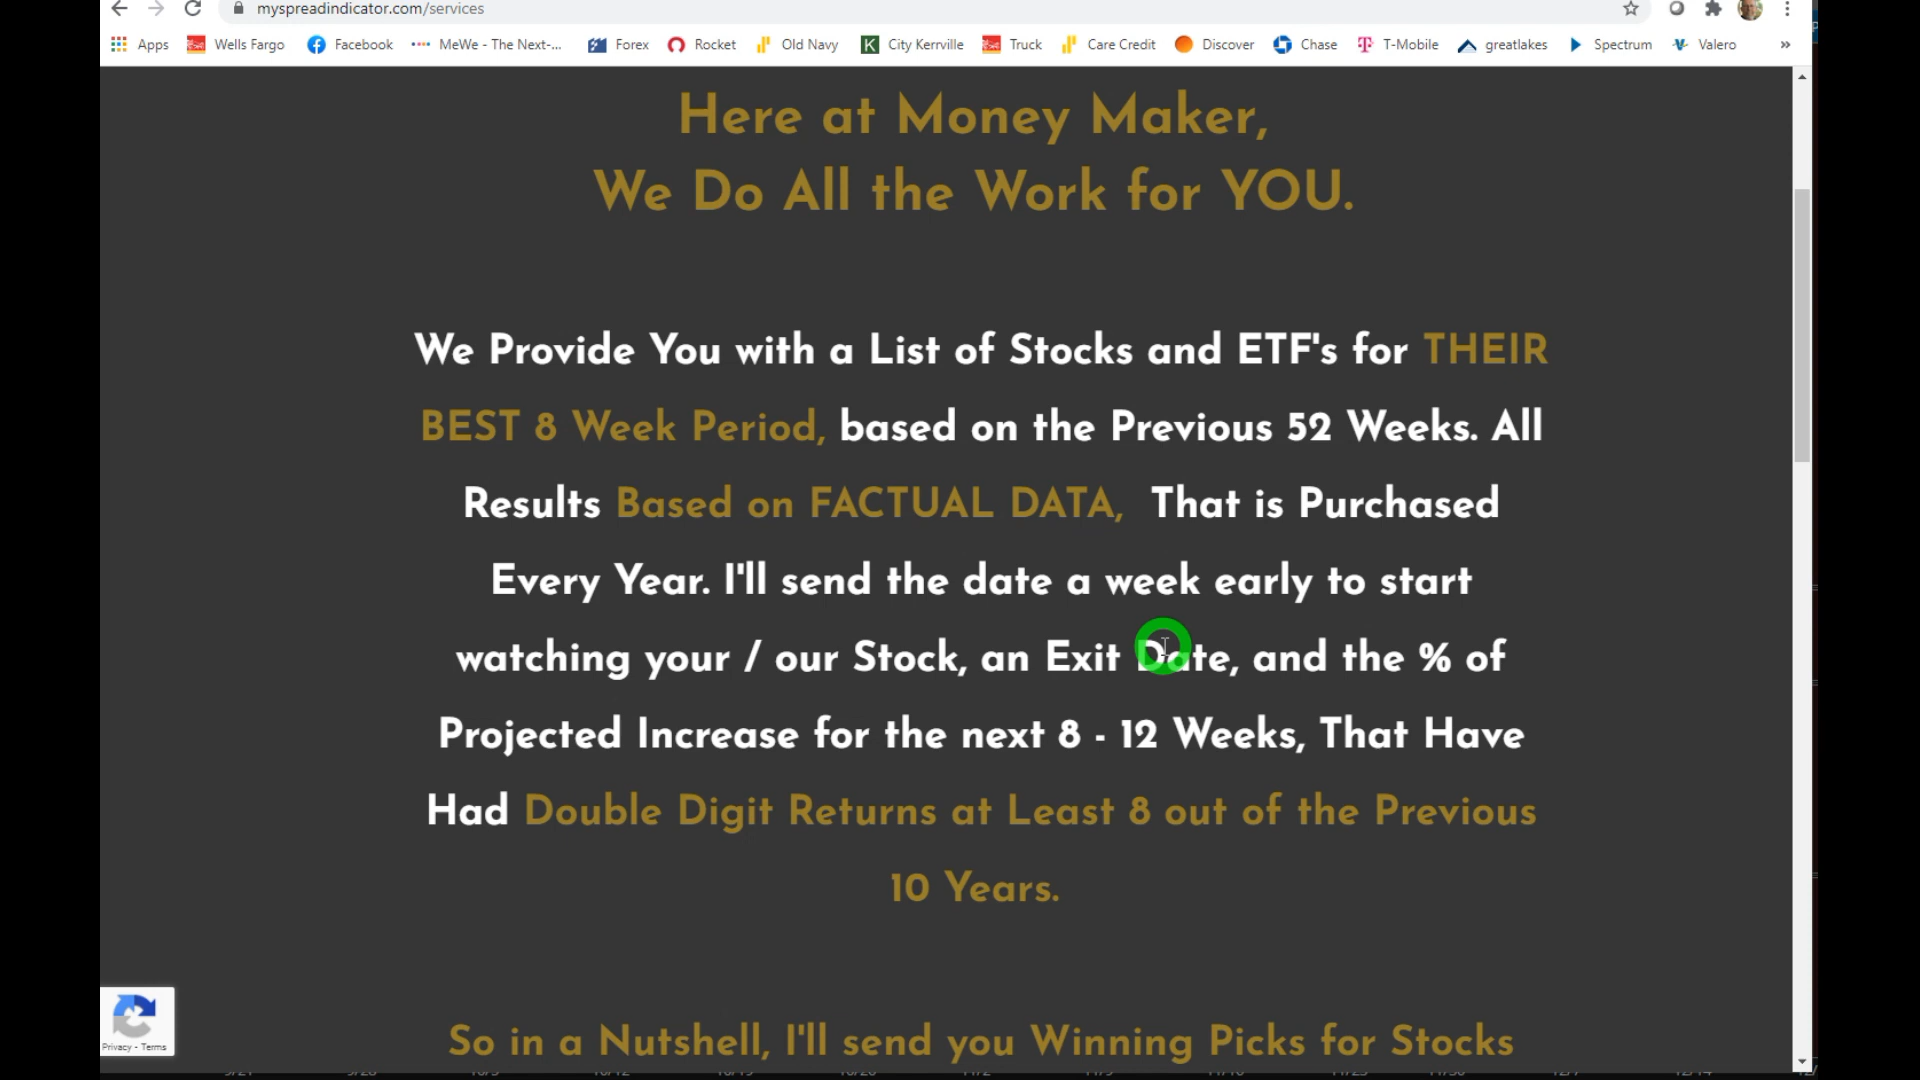 myspreadindicator.com/services
Apps Wells Fargo Facebook MeWe - The Next-... Forex Rocket Old Navy City Kerrville Truck Care Credit Discover Chase T-Mobile greatlakes Spectrum Valero »
Here at Money Maker,
We Do All the Work for YOU.
We Provide You with a List of Stocks and ETF's for THEIR
BEST 8 Week Period, based on the Previous 52 Weeks. All
Results Based on FACTUAL DATA, That is Purchased
Every Year. I'll send the date a week early to start
watching your / our Stock, an Exit Date, and the % of
Projected Increase for the next 8 - 12 Weeks, That Have
Had Double Digit Returns at Least 8 out of the Previous
10 Years.
Privacy - Terms
So in a Nutshell, I'll send you Winning Picks for Stocks